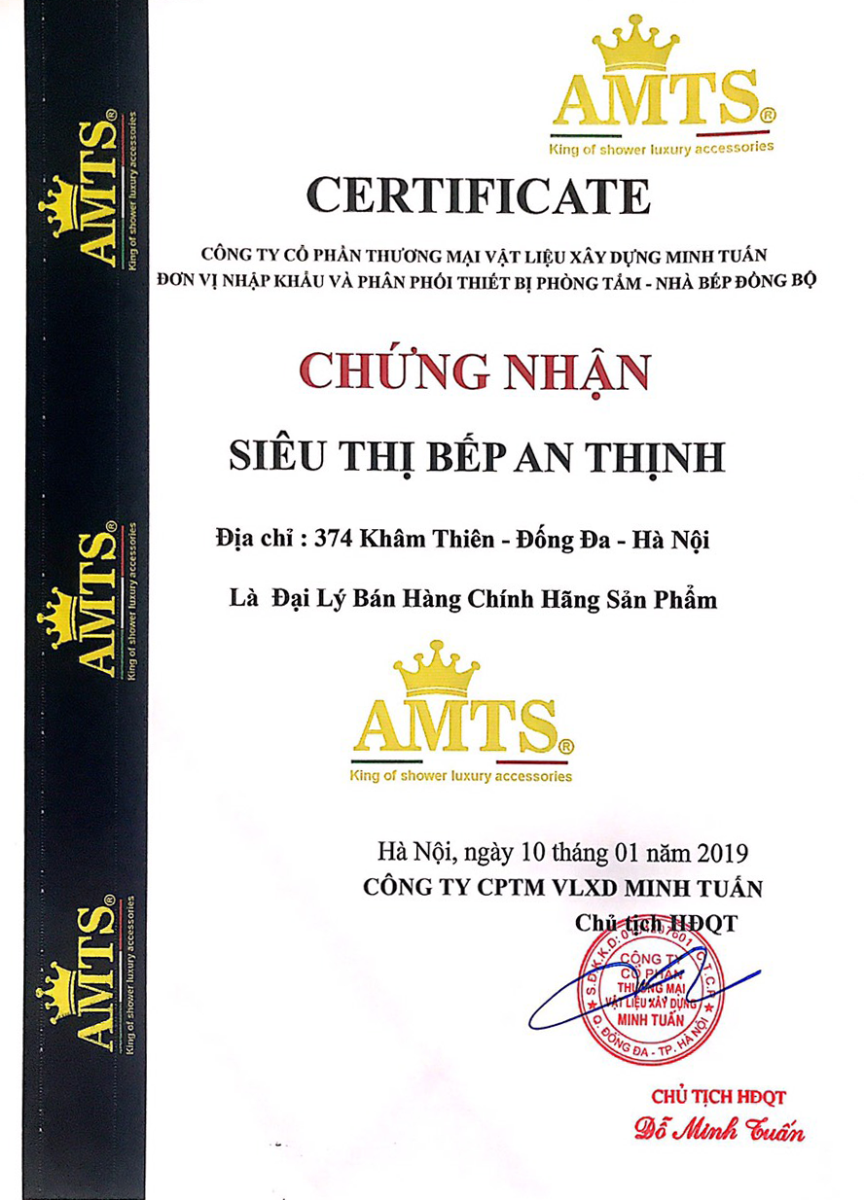 AMTS®
King of shower luxury accessories
AMTS®
King of shower luxury accessories
CERTIFICATE
CÔNG TY CỔ PHẦN THƯƠNG MẠI VẬT LIỆU XÂY DỰNG MINH TUẤN
ĐƠN VỊ NHẬP KHẨU VÀ PHÂN PHỐI THIẾT BỊ PHÒNG TẮM - NHÀ BẾP ĐỒNG BỘ
CHỨNG NHẬN
SIÊU THỊ BẾP AN THỊNH
Địa chỉ : 374 Khâm Thiên - Đống Đa - Hà Nội
Là Đại Lý Bán Hàng Chính Hãng Sản Phẩm
AMTS®
King of shower luxury accessories
AMTS®
King of shower luxury accessories
Hà Nội, ngày 10 tháng 01 năm 2019
CÔNG TY CPTM VLXD MINH TUẤN
Chủ tịch HĐQT
S.Đ.K.K.D: C.T.C.P
CÔNG TY
CỔ PHẦN
THƯƠNG MẠI
VẬT LIỆU XÂY DỰNG
MINH TUẤN
Q. ĐỐNG ĐA - TP. HÀ NỘI
AMTS®
King of shower luxury accessories
CHỦ TỊCH HĐQT
Đỗ Minh Tuấn